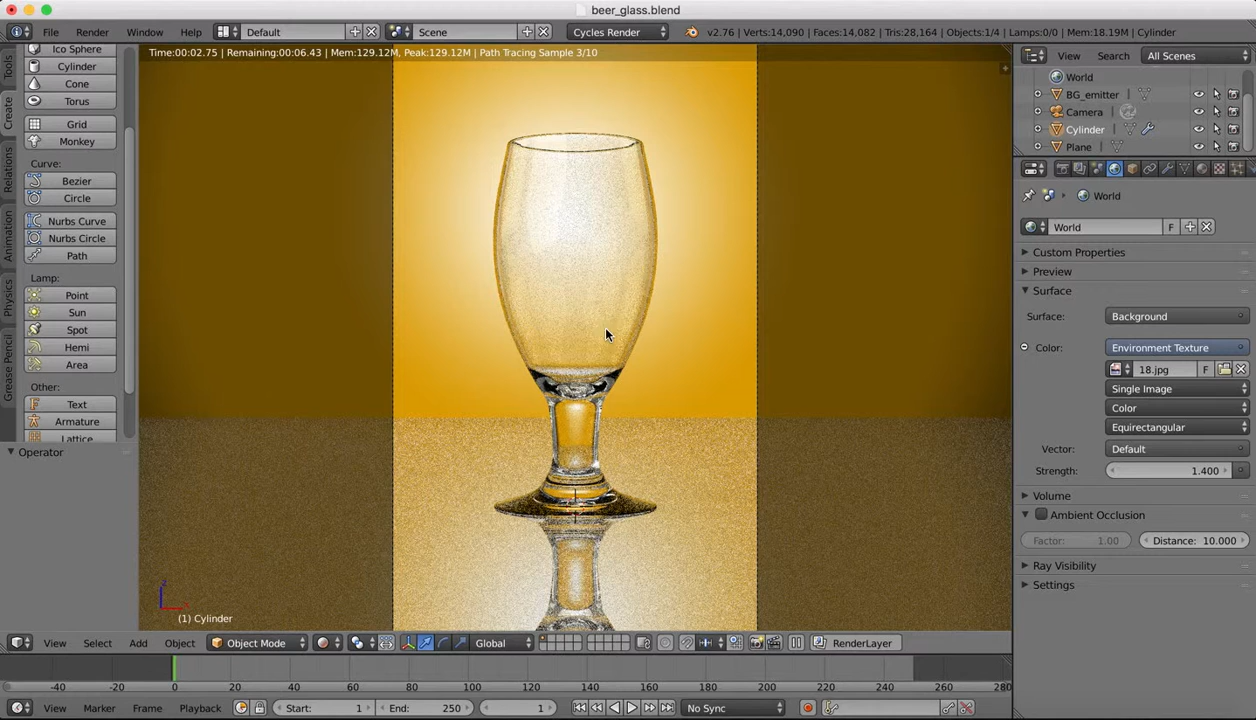 beer_glass.blend
File Render Window Help Default Scene Cycles Render v2.76 | Verts:14,090 | Faces:14,082 | Tris:28,164 | Objects:1/4 | Lamps:0/0 | Mem:18.19M | Cylinder
Time:00:02.75 | Remaining:00:06.43 | Mem:129.12M, Peak:129.12M | Path Tracing Sample 3/10
Tools
Create
Relations
Animation
Physics
Grease Pencil
Ico Sphere
Cylinder
Cone
Torus
Grid
Monkey
Curve:
Bezier
Circle
Nurbs Curve
Nurbs Circle
Path
Lamp:
Point
Sun
Spot
Hemi
Area
Other:
Text
Armature
Lattice
Operator
z
(1) Cylinder
View Select Add Object Object Mode Global RenderLayer
View Search All Scenes
World
BG_emitter
Camera
Cylinder
Plane
World
World F
Custom Properties
Preview
Surface
Surface: Background
Color: Environment Texture
18.jpg F
Single Image
Color
Equirectangular
Vector: Default
Strength: 1.400
Volume
Ambient Occlusion
Factor: 1.00 Distance: 10.000
Ray Visibility
Settings
-40 -20 0 20 40 60 80 100 120 140 160 180 200 220 240 260 280
View Marker Frame Playback Start: 1 End: 250 1 No Sync